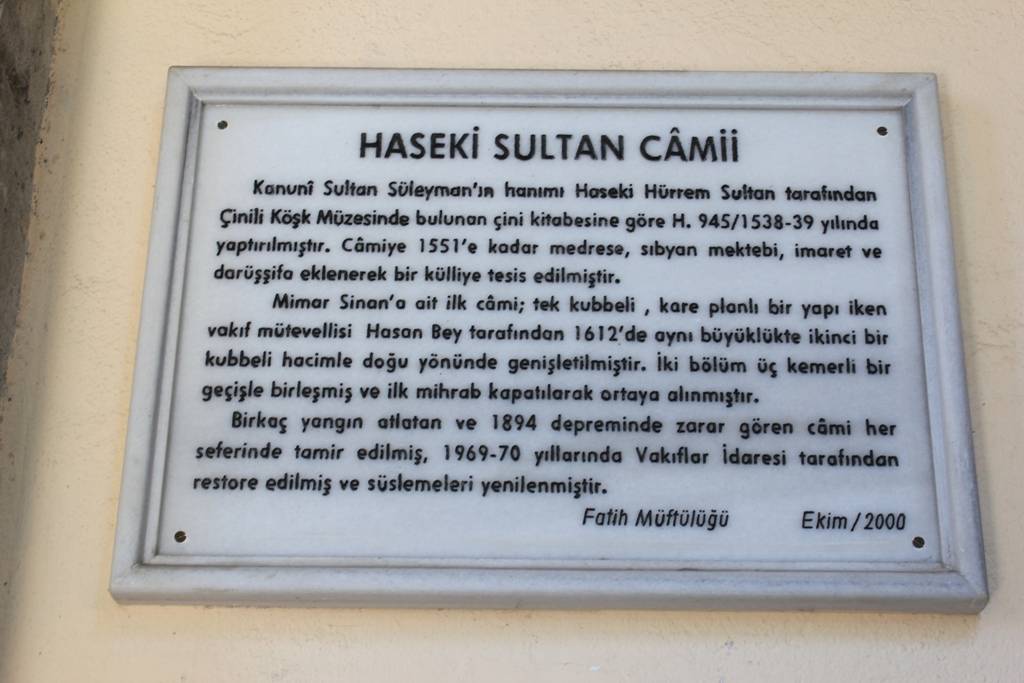 HASEKİ SULTAN CÂMİİ
Kanunî Sultan Süleyman'ın hanımı Haseki Hürrem Sultan tarafından
Çinili Köşk Müzesinde bulunan çini kitabesine göre H. 945/1538-39 yılında
yaptırılmıştır. Câmiye 1551'e kadar medrese, sıbyan mektebi, imaret ve
darüşşifa eklenerek bir külliye tesis edilmiştir.
Mimar Sinan'a ait ilk câmi; tek kubbeli , kare planlı bir yapı iken
vakıf mütevellisi Hasan Bey tarafından 1612'de aynı büyüklükte ikinci bir
kubbeli hacimle doğu yönünde genişletilmiştir. İki bölüm üç kemerli bir
geçişle birleşmiş ve ilk mihrab kapatılarak ortaya alınmıştır.
Birkaç yangın atlatan ve 1894 depreminde zarar gören câmi her
seferinde tamir edilmiş, 1969-70 yıllarında Vakıflar İdaresi tarafından
restore edilmiş ve süslemeleri yenilenmiştir.
Fatih Müftülüğü Ekim/2000